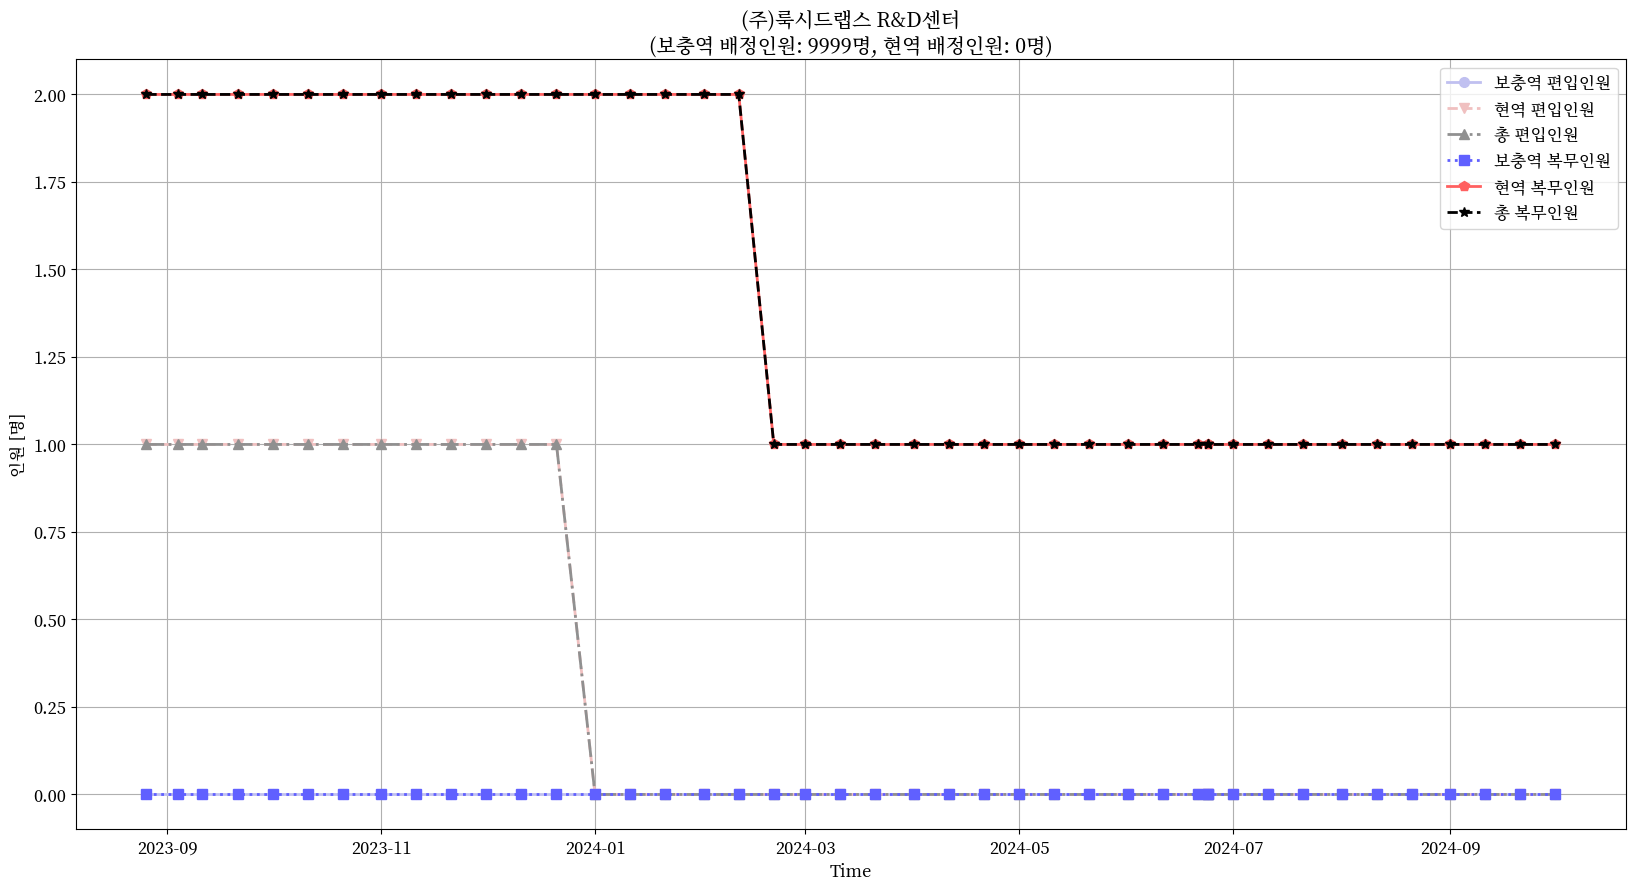 (주)룩시드랩스 R&D센터
(보충역 배정인원: 9999명, 현역 배정인원: 0명)
보충역 편입인원
현역 편입인원
총 편입인원
보충역 복무인원
현역 복무인원
총 복무인원
2.00
1.75
1.50
1.25
1.00
0.75
0.50
0.25
0.00
인원 [명]
2023-09
2023-11
2024-01
2024-03
2024-05
2024-07
2024-09
Time